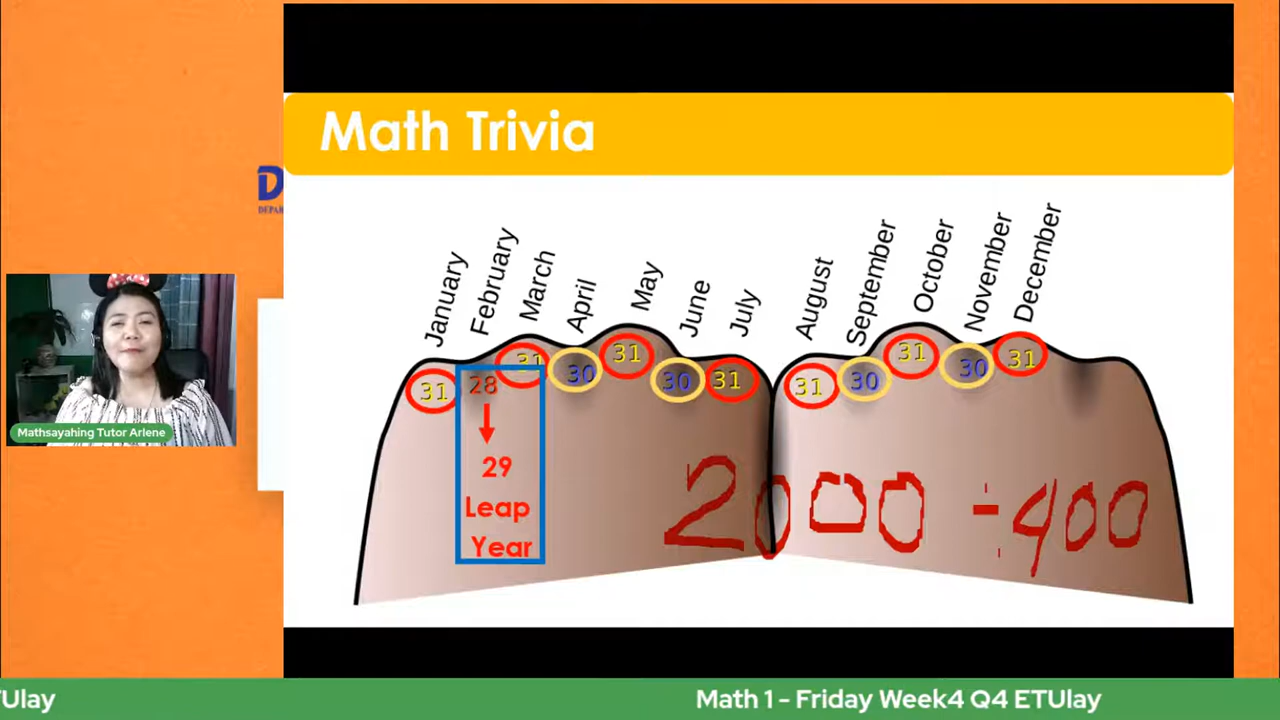 Math Trivia
January
February
March
April
May
June
July
August
September
October
November
December
31
28
31
30
31
30
31
31
30
31
30
31
29
Leap
Year
2000 ÷ 400
D
DEPAR
Mathsayahing Tutor Arlene
TUlay
Math 1 - Friday Week4 Q4 ETUlay